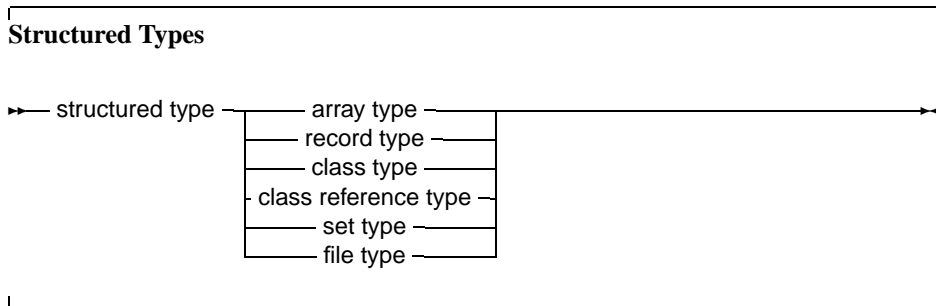 Structured Types
structured type array type
record type
class type
class reference type
set type
file type